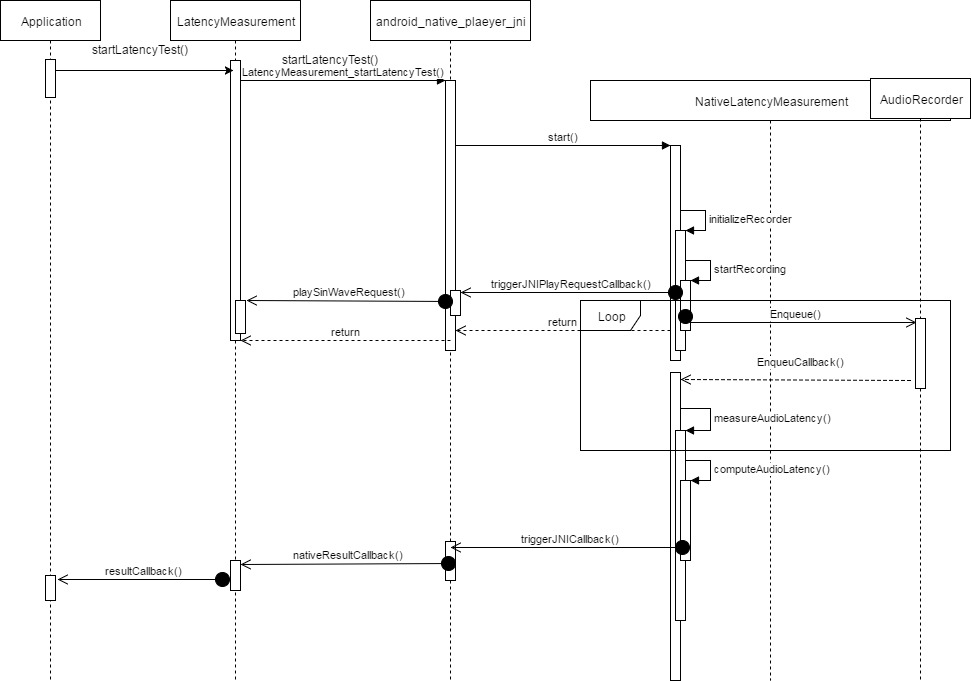 Application
LatencyMeasurement
android_native_plaeyer_jni
startLatencyTest()
startLatencyTest()
LatencyMeasurement_startLatencyTest()
NativeLatencyMeasurement
AudioRecorder
start()
initializeRecorder
startRecording
triggerJNIPlayRequestCallback()
playSinWaveRequest()
Loop
Enqueue()
return
return
EnqueuCallback()
measureAudioLatency()
computeAudioLatency()
triggerJNICallback()
nativeResultCallback()
resultCallback()